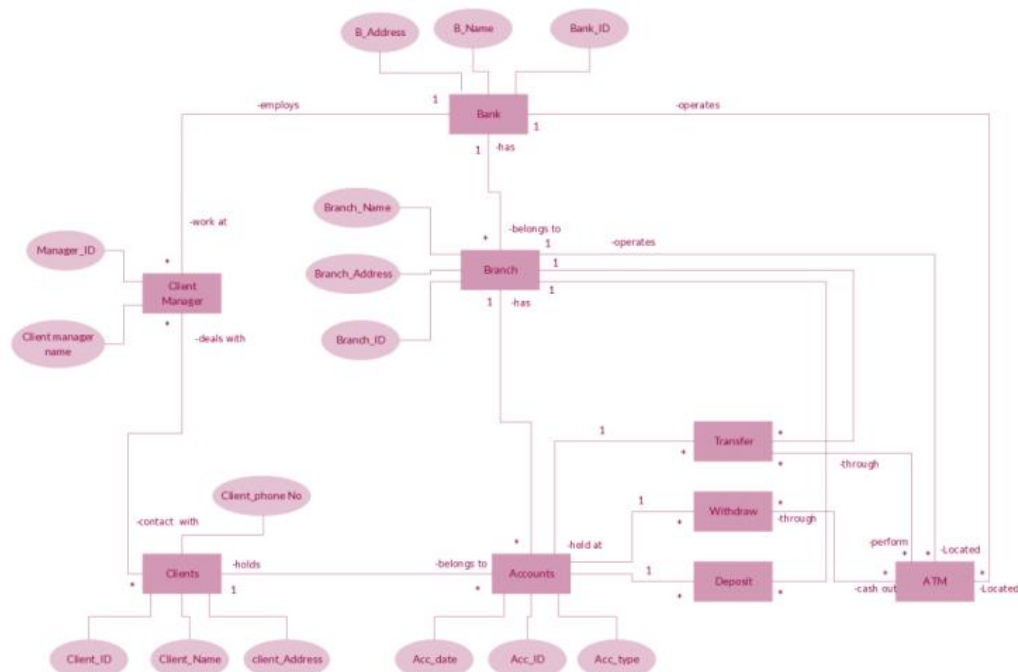 B_Address
B_Name
Bank_ID
-employs
1
Bank
1
-operates
1
-has
Branch_Name
-work at
-belongs to
*
1
-operates
Manager_ID
*
Branch_Address
Branch
1
Client
Manager
1
-has
1
*
Client manager
name
-deals with
Branch_ID
1
Transfer
*
*
*
-through
Client_phone No
1
Withdraw
*
*
-through
-contact with
*
-hold at
-perform
*
*
-Located
Clients
-holds
-belongs to
Accounts
1
Deposit
ATM
*
*
1
*
*
*
*
-cash out
-Located
Client_ID
Client_Name
client_Address
Acc_date
Acc_ID
Acc_type